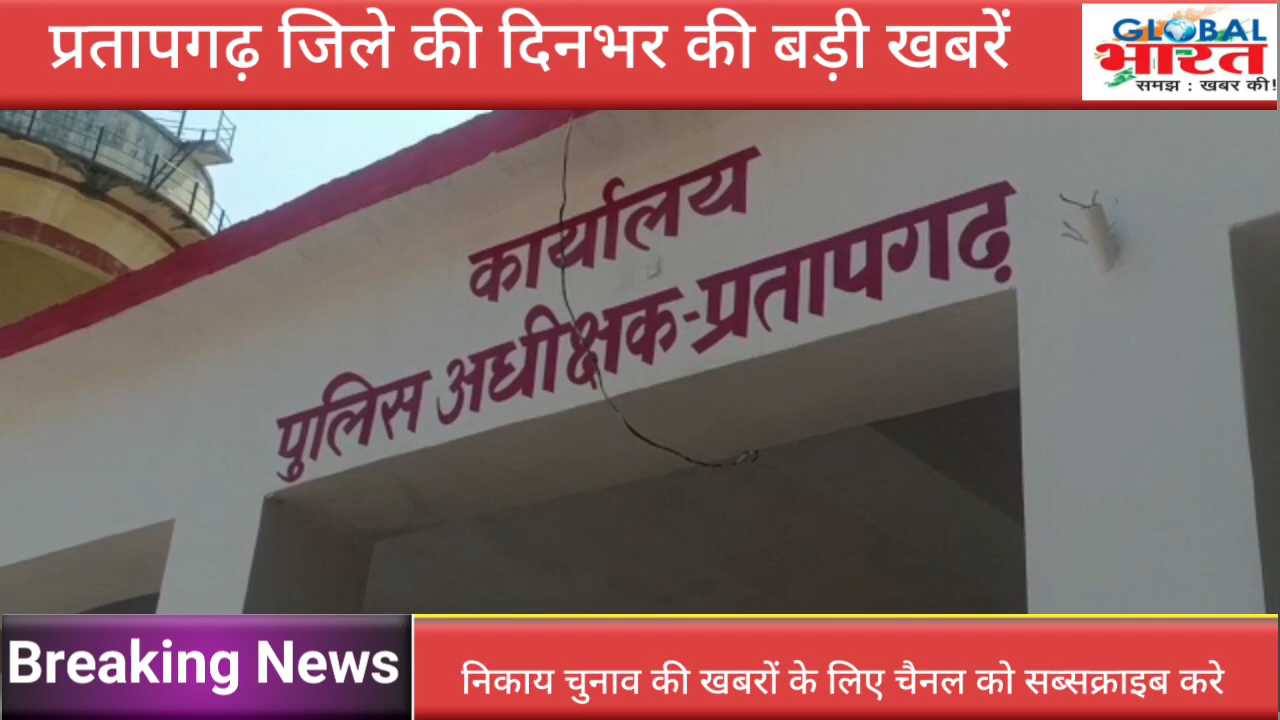 प्रतापगढ़ जिले की दिनभर की बड़ी खबरें
GLOBAL
भारत
समझ : खबर की!
कार्यालय
पुलिस अधीक्षक-प्रतापगढ़
Breaking News
निकाय चुनाव की खबरों के लिए चैनल को सब्सक्राइब करे